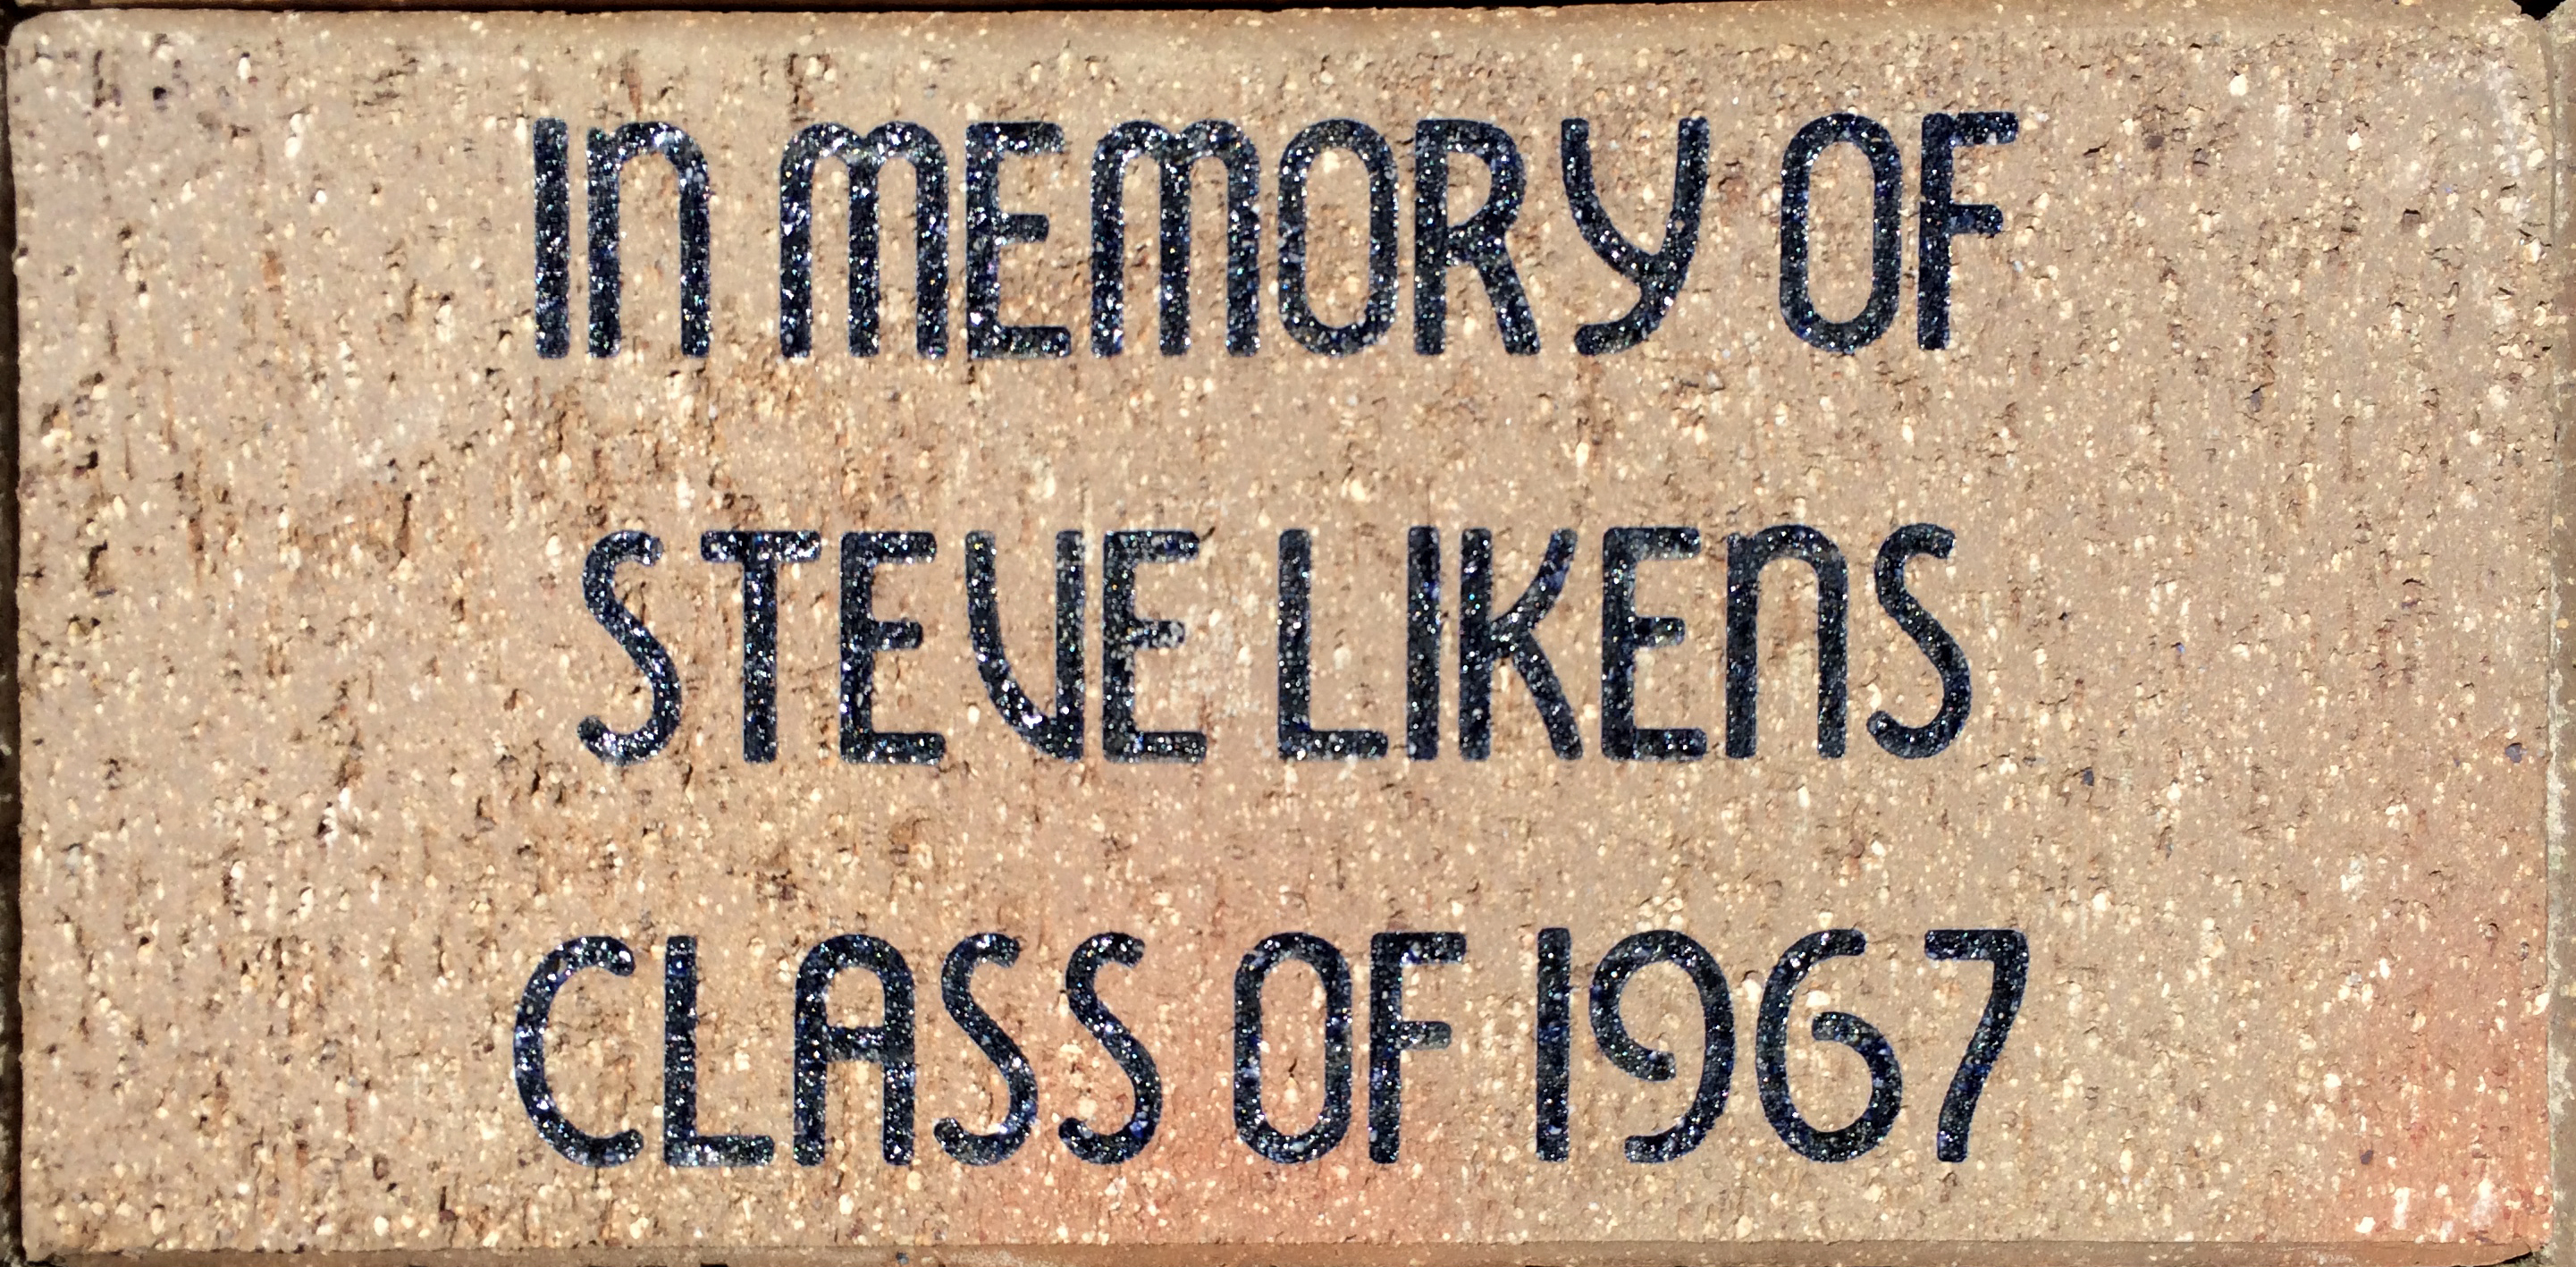 IN MEMORY OF
STEVE LIKENS
CLASS OF 1967